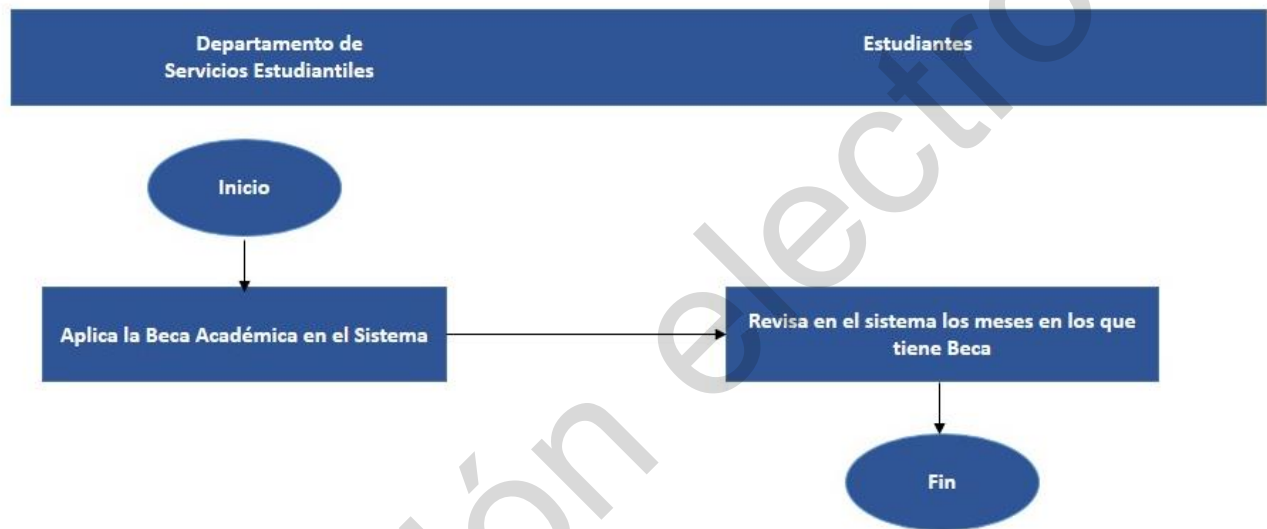 Departamento de
Servicios Estudiantiles
Estudiantes
Inicio
Aplica la Beca Académica en el Sistema
Revisa en el sistema los meses en los que
tiene Beca
Fin